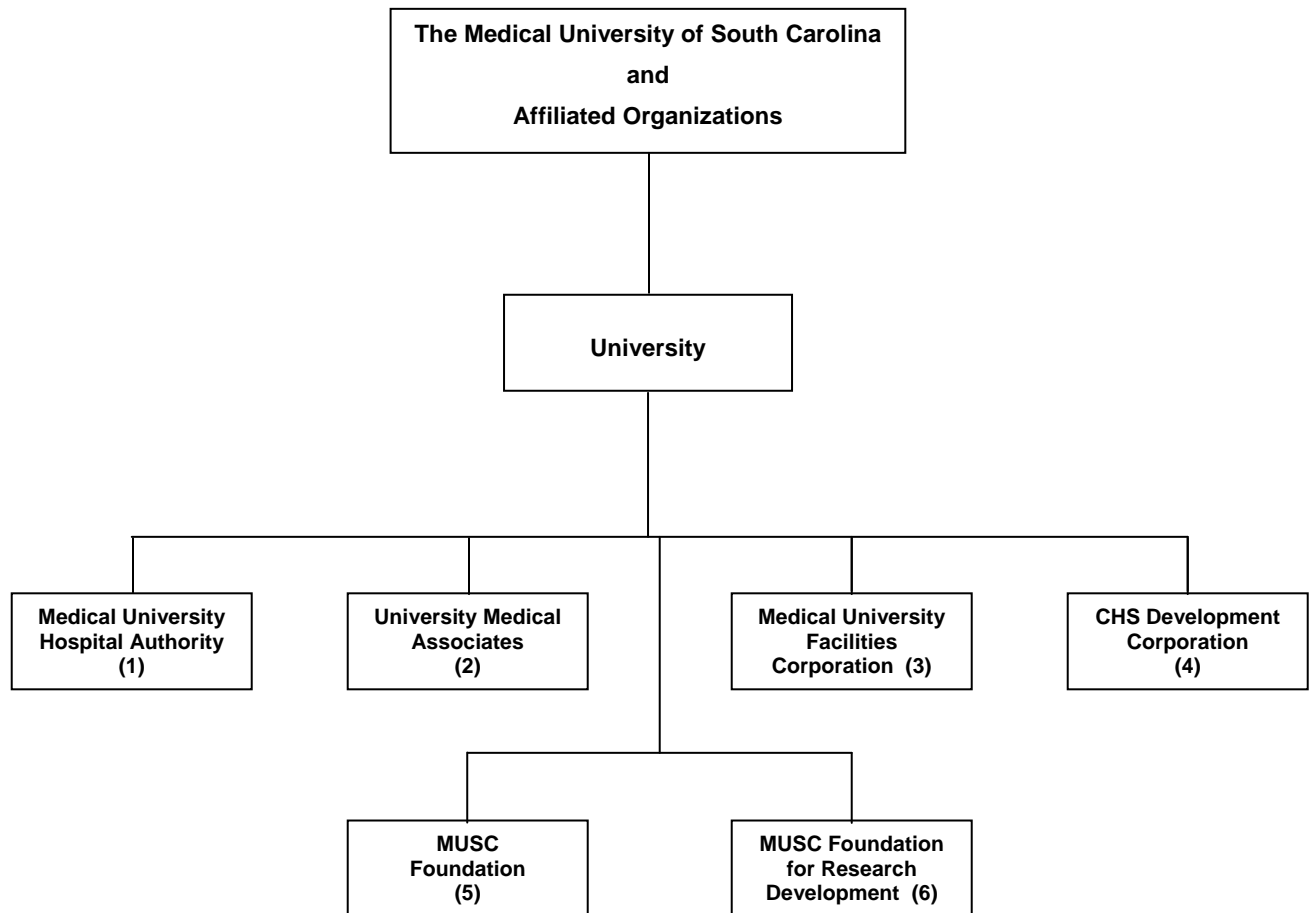 The Medical University of South Carolina
and
Affiliated Organizations
University
Medical University
Hospital Authority
(1)
University Medical
Associates
(2)
Medical University
Facilities
Corporation (3)
CHS Development
Corporation
(4)
MUSC
Foundation
(5)
MUSC Foundation
for Research
Development (6)